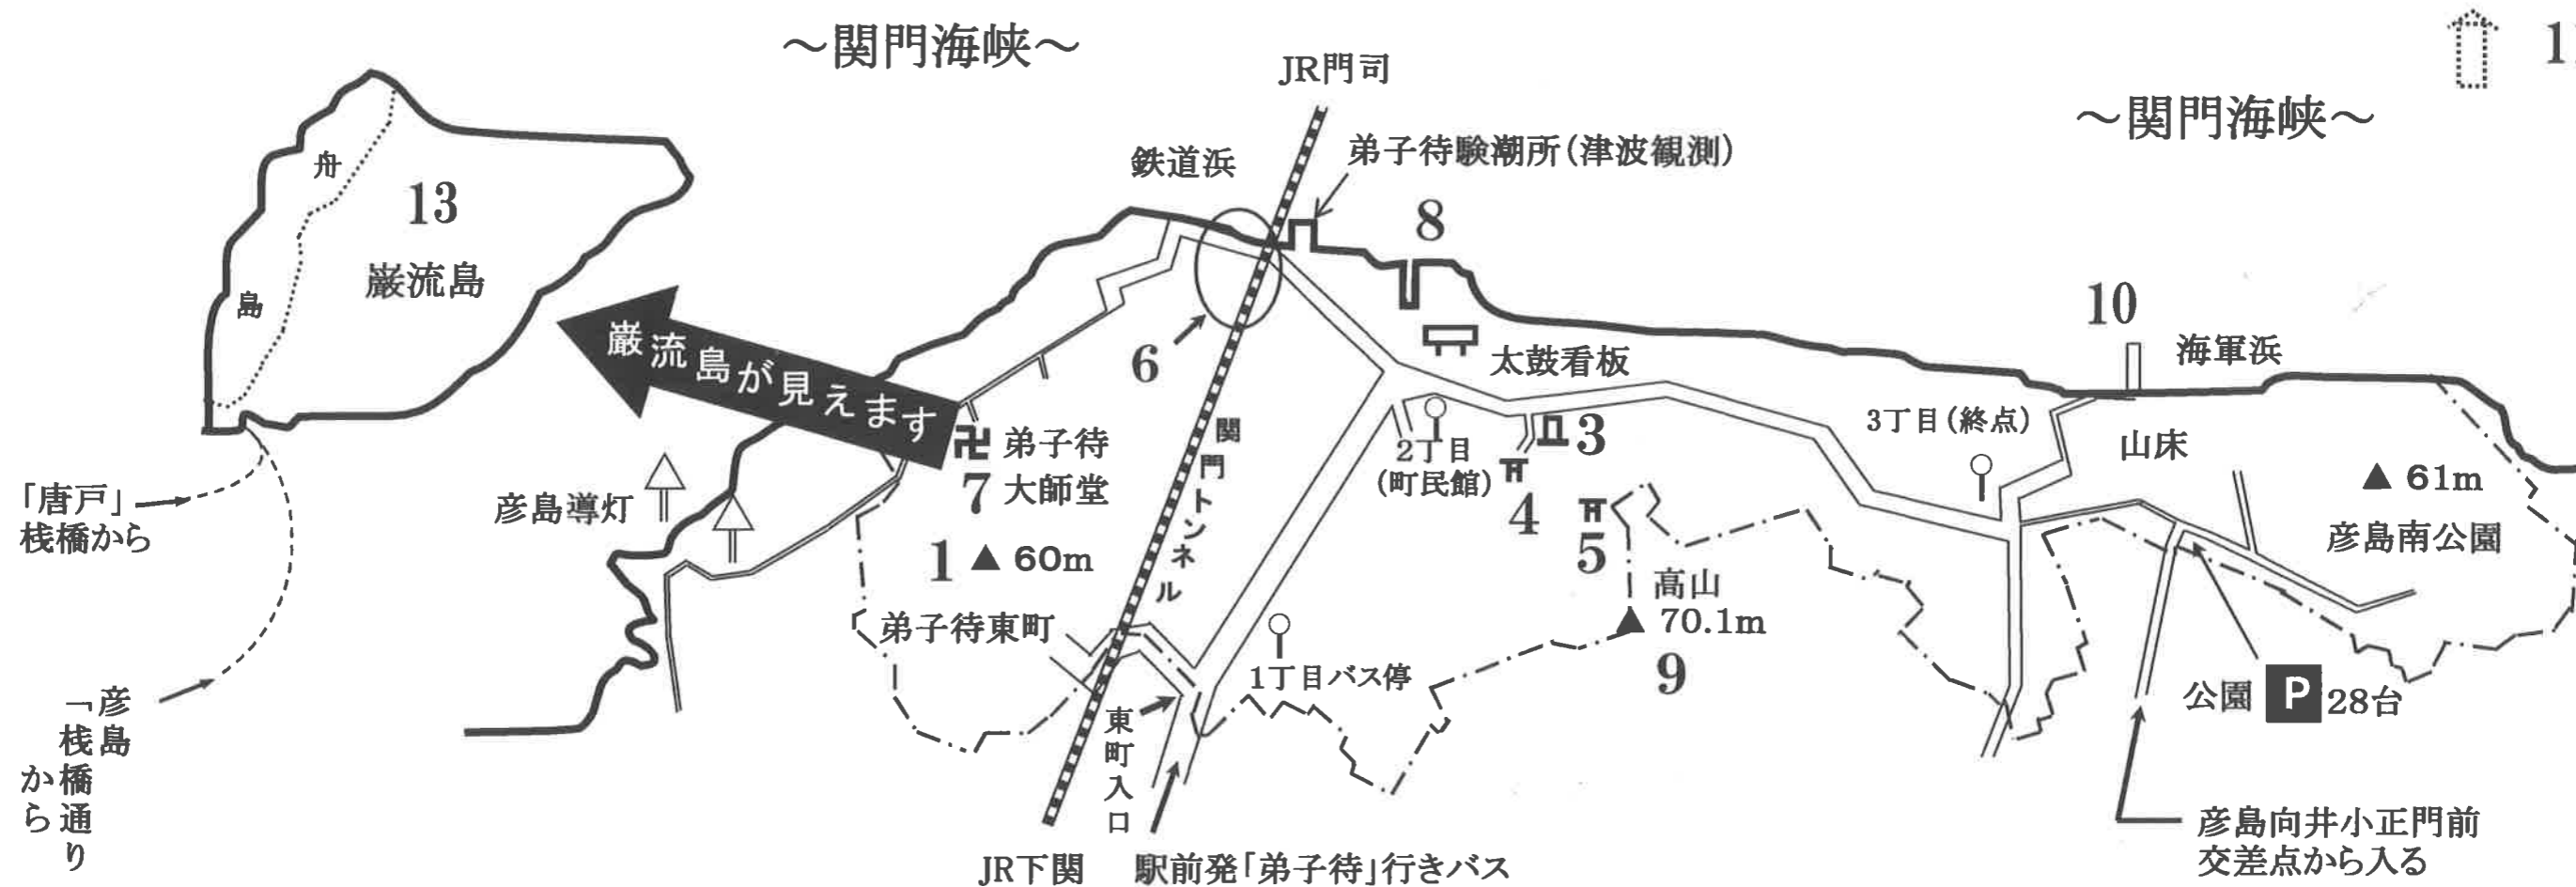 ～関門海峡～
JR門司
～関門海峡～
鉄道浜
弟子待験潮所(津波観測)
舟島
13
巌流島
8
6
10
海軍浜
巌流島が見えます
太鼓看板
関門トンネル
2丁目
(町民館)
3
4
5
3丁目(終点)
山床
▲ 61m
彦島南公園
「唐戸」
桟橋から
彦島導灯
卍 弟子待
7 大師堂
1 ▲ 60m
弟子待東町
高山
▲ 70.1m
9
1丁目バス停
東町入口
公園 P 28台
彦島
「桟橋通り
から
JR下関
駅前発「弟子待」行きバス
彦島向井小正門前
交差点から入る